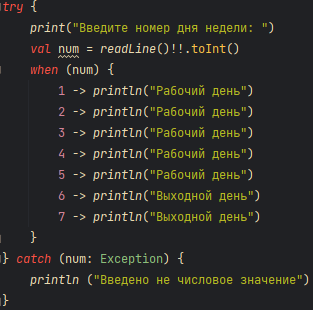 try {
print("Введите номер дня недели: ")
val num = readLine()!!.toInt()
when (num) {
1 -> println("Рабочий день")
2 -> println("Рабочий день")
3 -> println("Рабочий день")
4 -> println("Рабочий день")
5 -> println("Рабочий день")
6 -> println("Выходной день")
7 -> println("Выходной день")
}
} catch (num: Exception) {
println ("Введено не числовое значение")
}